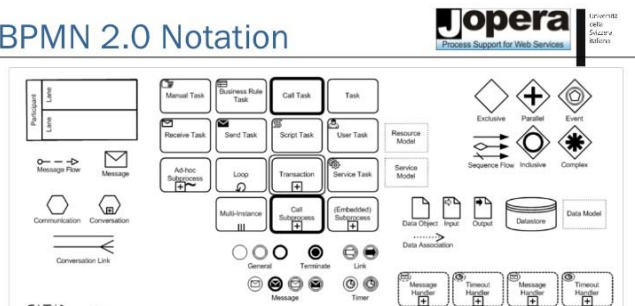 BPMN 2.0 Notation
Jopera
Process Support for Web Services
Università
della
Svizzera
italiana
Participant
Lane
Lane
Manual Task
Business Rule
Task
Call Task
Task
Exclusive
Parallel
Event
Receive Task
Send Task
Script Task
User Task
Resource
Model
Message Flow
Message
Sequence Flow
Inclusive
Complex
Ad-hoc
Subprocess
Loop
Transaction
Service Task
Service
Model
Communication
Conversation
Multi-Instance
Call
Subprocess
(Embedded)
Subprocess
Data Object
Input
Output
Datastore
Data Model
Data Association
Conversation Link
General
Terminate
Link
Message
Timer
Message
Handler
Timeout
Handler
Message
Handler
Timeout
Handler